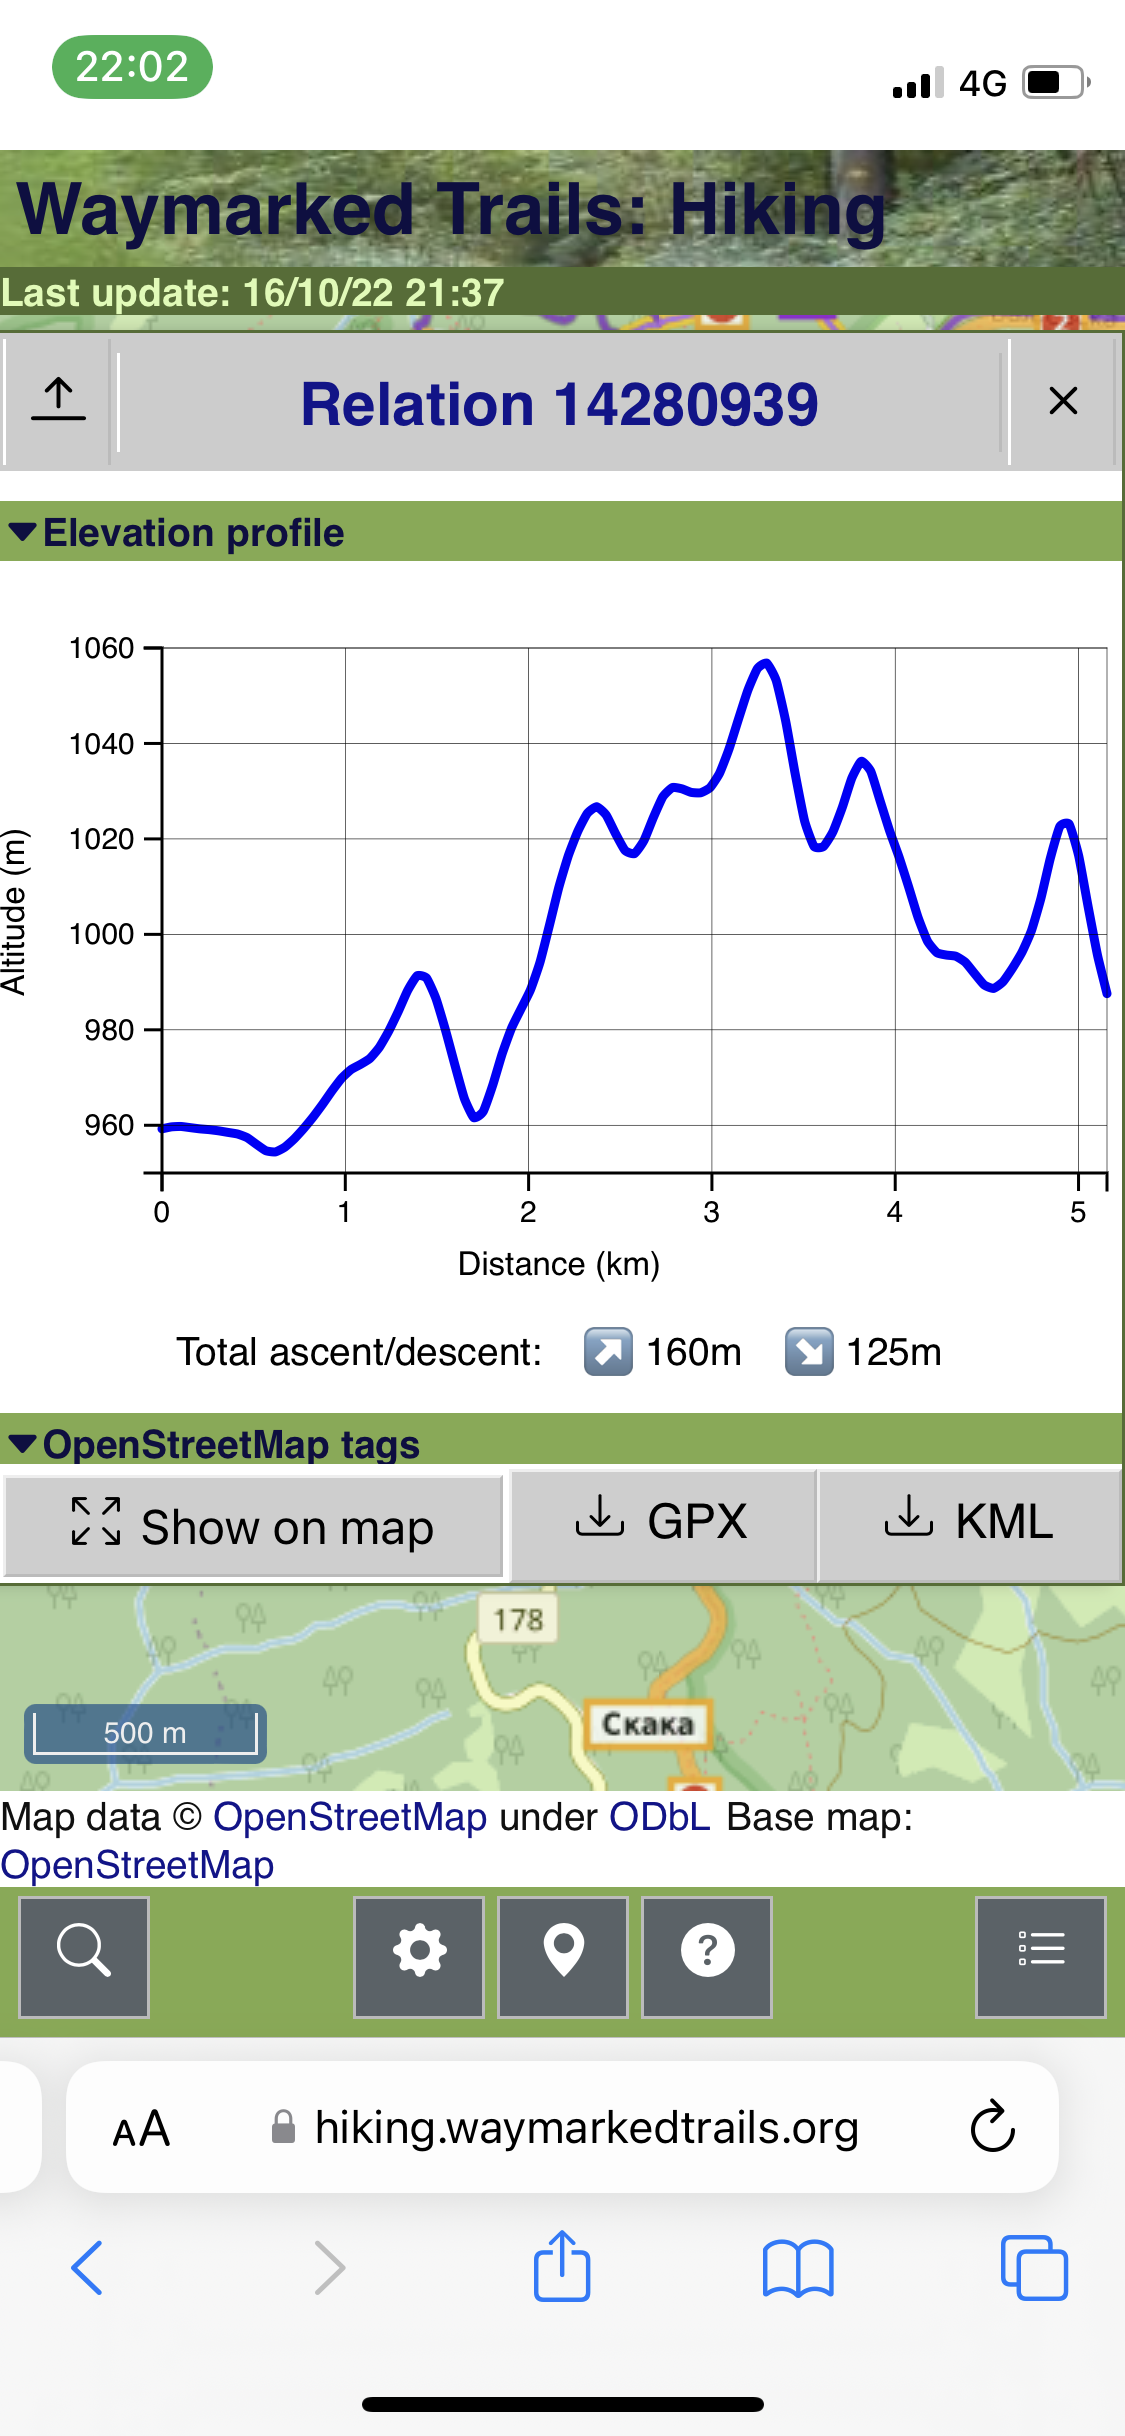 22:02
4G
Waymarked Trails: Hiking
Last update: 16/10/22 21:37
Relation 14280939
Elevation profile
1060
1040
1020
1000
980
960
Altitude (m)
0 1 2 3 4 5
Distance (km)
Total ascent/descent: 160m 125m
OpenStreetMap tags
Show on map GPX KML
178
Скака
500 m
Map data © OpenStreetMap under ODbL Base map:
OpenStreetMap
?
AA hiking.waymarkedtrails.org